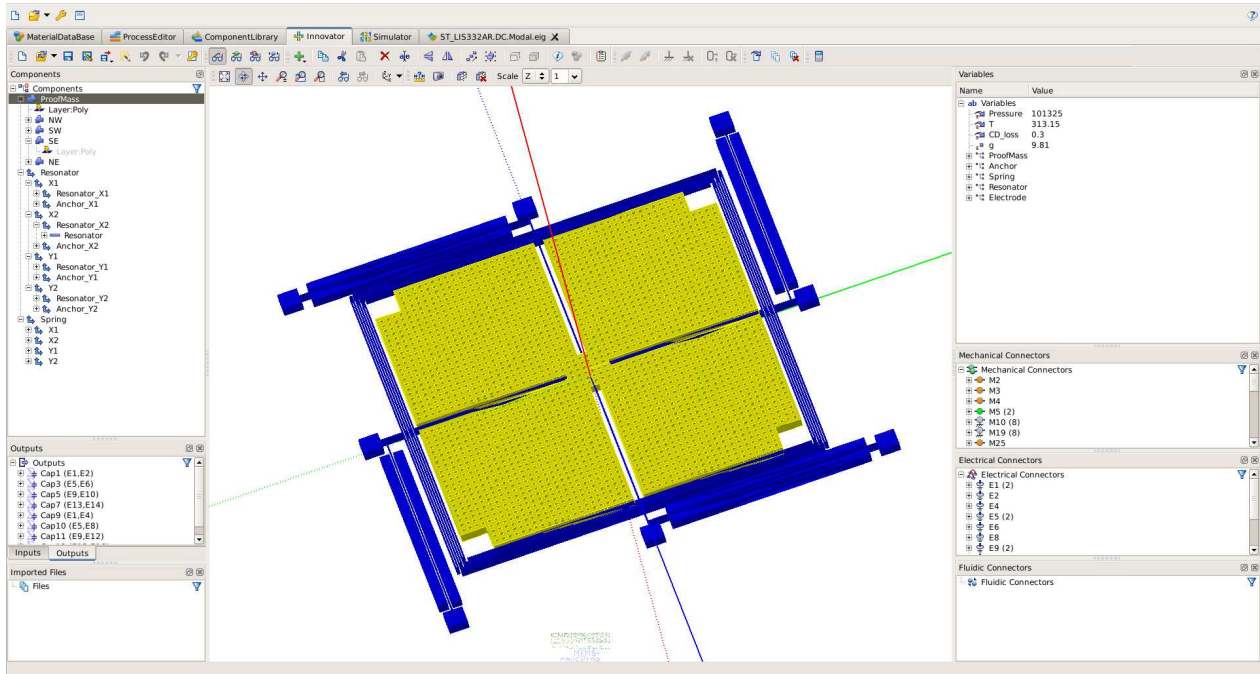 MaterialDataBase ProcessEditor ComponentLibrary Innovator Simulator ST_LIS332AR.DC.Modal.eig X
Scale Z 1
Components
Components
ProofMass
Layer:Poly
NW
SW
SE
Layer:Poly
NE
Resonator
X1
Resonator_X1
Anchor_X1
X2
Resonator_X2
Resonator
Anchor_X2
Y1
Resonator_Y1
Anchor_Y1
Y2
Resonator_Y2
Anchor_Y2
Spring
X1
X2
Y1
Y2
Outputs
Outputs
Cap1 (E1,E2)
Cap3 (E5,E6)
Cap5 (E9,E10)
Cap7 (E13,E14)
Cap9 (E1,E4)
Cap10 (E5,E8)
Cap11 (E9,E12)
Inputs Outputs
Imported Files
Files
Variables
Name Value
ab Variables
Pressure 101325
T 313.15
CD_loss 0.3
g 9.81
ProofMass
Anchor
Spring
Resonator
Electrode
Mechanical Connectors
Mechanical Connectors
M2
M3
M4
M5 (2)
M10 (8)
M19 (8)
M25
Electrical Connectors
Electrical Connectors
E1 (2)
E2
E4
E5 (2)
E6
E8
E9 (2)
Fluidic Connectors
Fluidic Connectors